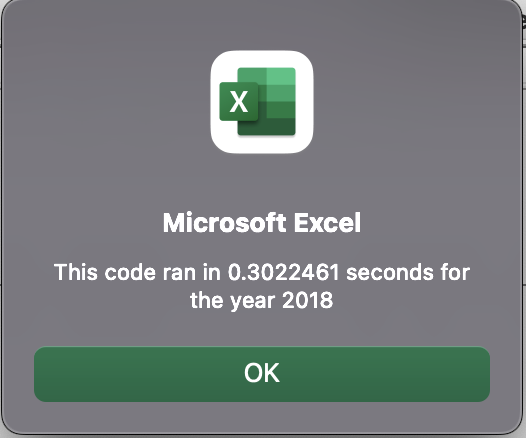 X
Microsoft Excel
This code ran in 0.3022461 seconds for
the year 2018
OK